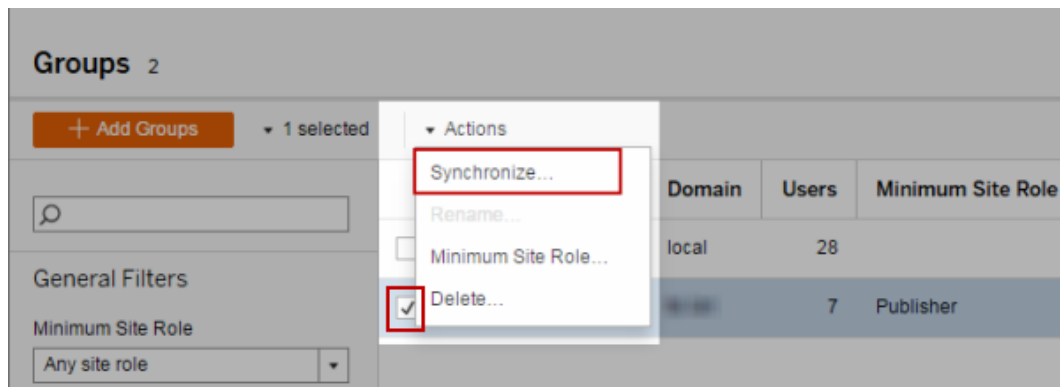 Groups 2
+ Add Groups
1 selected
Actions
Synchronize...
Rename...
Minimum Site Role...
Delete...
Domain Users Minimum Site Role
local 28
7 Publisher
General Filters
Minimum Site Role
Any site role